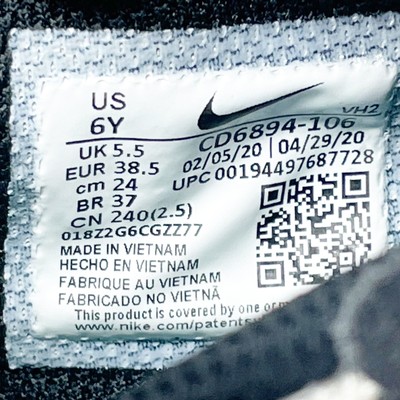 US
6Y
UK 5.5
EUR 38.5
cm 24
BR 37
CN 240(2.5)
018Z2G6CGZZ77
VH2
CD6894-106
02/05/20 | 04/29/20
UPC 00194497687728
MADE IN VIETNAM
HECHO EN VIETNAM
FABRIQUE AU VIETNAM
FABRICADO NO VIETNÃ
This product is covered by one or
www.nike.com/patents